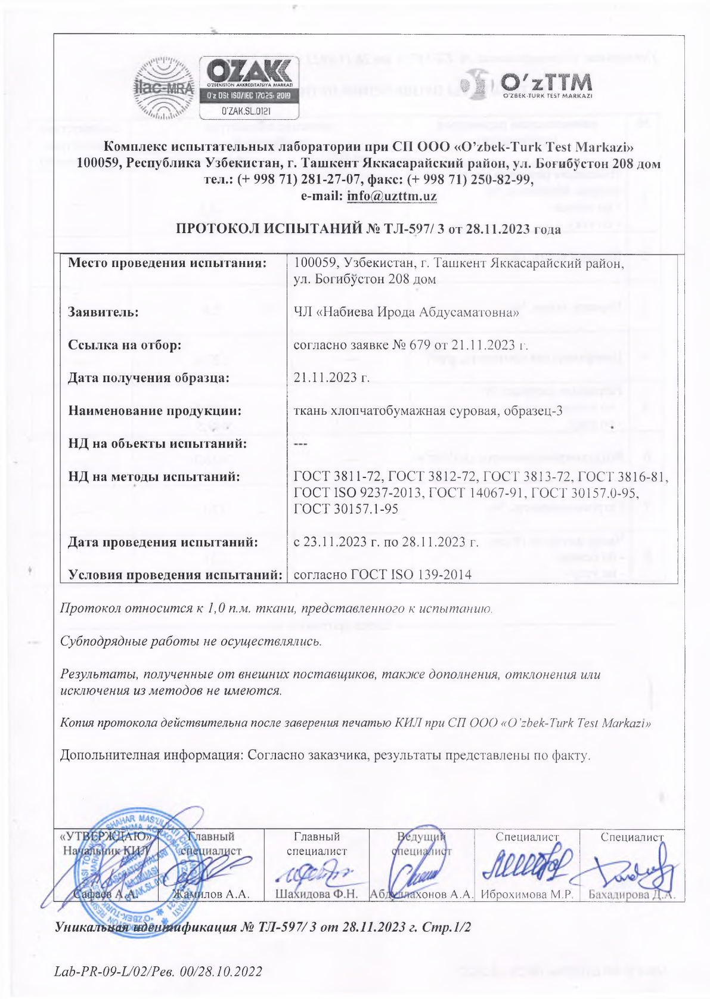 ilac-MRA
O'ZAKK
O'ZBEKISTON AKKREDITATSIYA MARKAZI
O'z DSt ISO/IEC 17025: 2019
O'ZAK.SL.0121
O'zTTM
O'ZBEK-TURK TEST MARKAZI
Комплекс испытательных лаборатории при СП ООО «O’zbek-Turk Test Markazi»
100059, Республика Узбекистан, г. Ташкент Яккасарайский район, ул. Боғибўстон 208 дом
тел.: (+ 998 71) 281-27-07, факс: (+ 998 71) 250-82-99,
e-mail: info@uzttm.uz
ПРОТОКОЛ ИСПЫТАНИЙ № ТЛ-597/ 3 от 28.11.2023 года
Место проведения испытания: 100059, Узбекистан, г. Ташкент Яккасарайский район,
ул. Богибўстон 208 дом
Заявитель: ЧЛ «Набиева Ирода Абдусаматовна»
Ссылка на отбор: согласно заявке № 679 от 21.11.2023 г.
Дата получения образца: 21.11.2023 г.
Наименование продукции: ткань хлопчатобумажная суровая, образец-3
НД на объекты испытаний: ---
НД на методы испытаний: ГОСТ 3811-72, ГОСТ 3812-72, ГОСТ 3813-72, ГОСТ 3816-81,
ГОСТ ISO 9237-2013, ГОСТ 14067-91, ГОСТ 30157.0-95,
ГОСТ 30157.1-95
Дата проведения испытаний: с 23.11.2023 г. по 28.11.2023 г.
Условия проведения испытаний: согласно ГОСТ ISO 139-2014
Протокол относится к 1,0 п.м. ткани, представленного к испытанию.
Субподрядные работы не осуществлялись.
Результаты, полученные от внешних поставщиков, также дополнения, отклонения или
исключения из методов не имеются.
Копия протокола действительна после заверения печатью КИЛ при СП ООО «O’zbek-Turk Test Markazi»
Допольнителная информация: Согласно заказчика, результаты представлены по факту.
«УТВЕРЖДАЮ» Главный Главный Ведущий Специалист Специалист
Начальник КИЛ специалист специалист специалист
Сафаев А.А. Жамилов А.А. Шахидова Ф.Н. Абдуллахонов А.А. Иброхимова М.Р. Бахадирова Д.А.
Уникальная идентификация № ТЛ-597/ 3 от 28.11.2023 г. Стр.1/2
Lab-PR-09-L/02/Рев. 00/28.10.2022